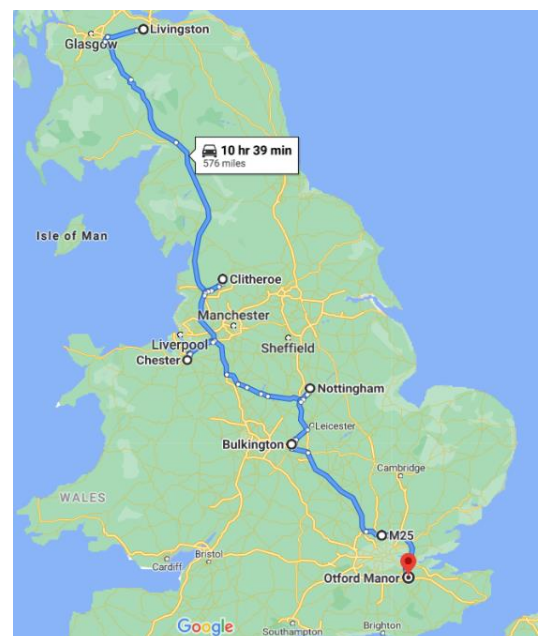 Livingston
Glasgow
10 hr 39 min
576 miles
Isle of Man
Clitheroe
Manchester
Liverpool
Sheffield
Chester
Nottingham
Leicester
Bulkington
Cambridge
WALES
M25
Bristol
Cardiff
Otford Manor
Google
Southampton
Brighton